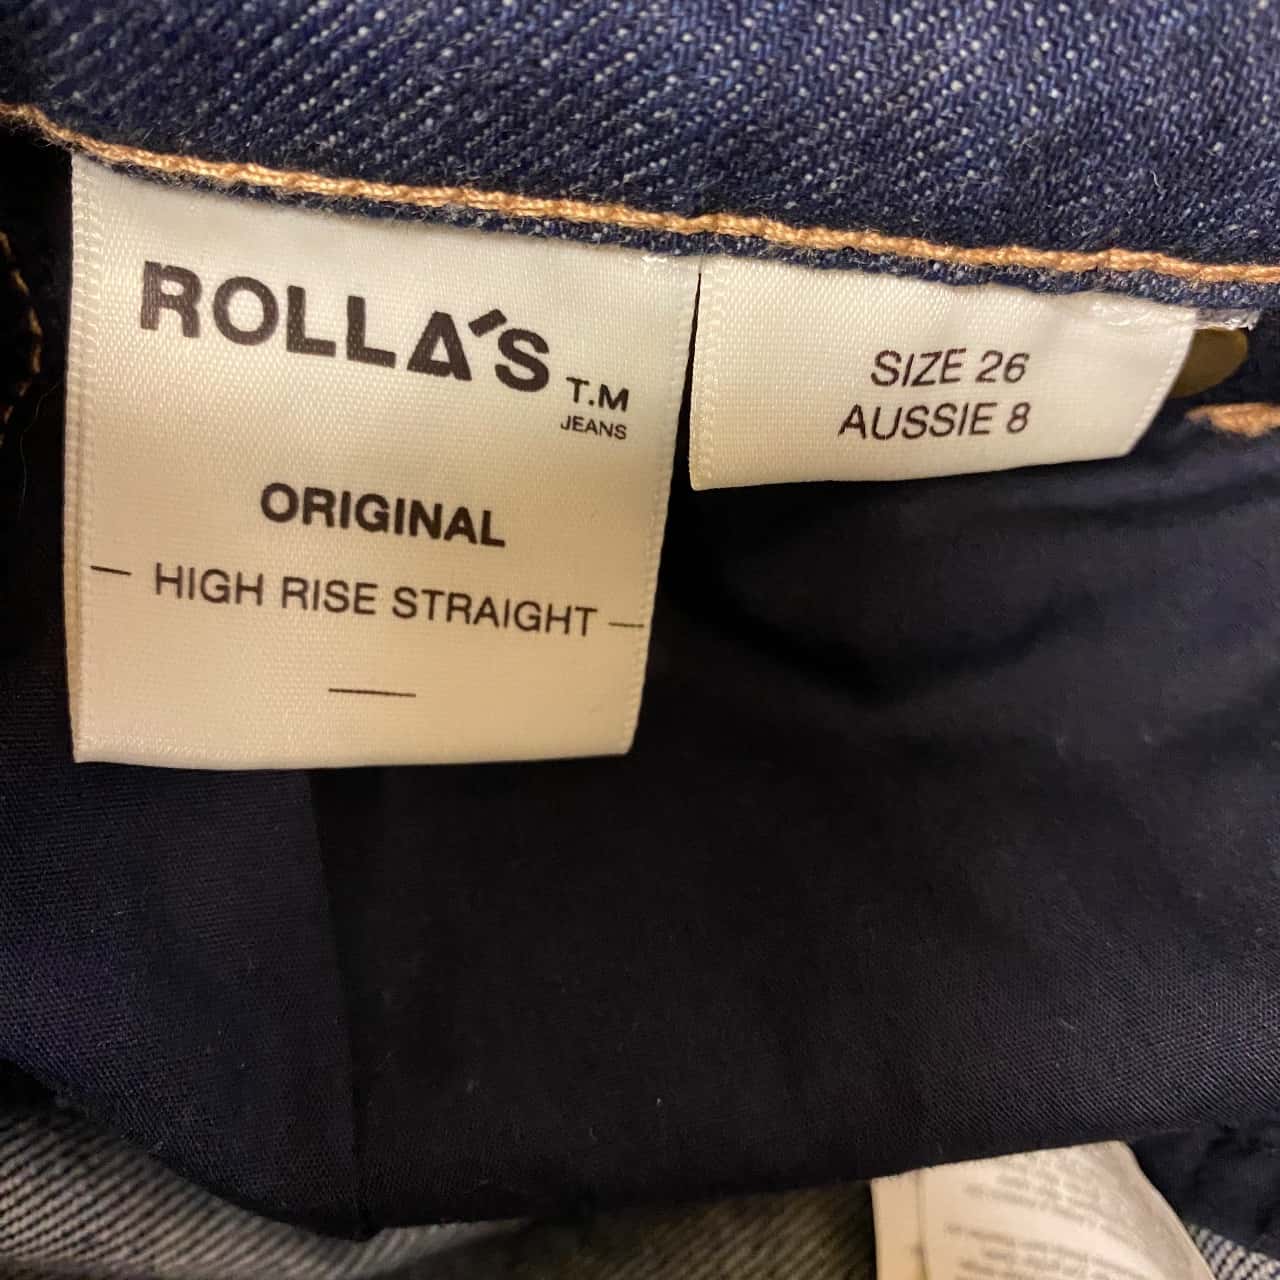 ROLLA'S T.M
JEANS
ORIGINAL
— HIGH RISE STRAIGHT —
SIZE 26
AUSSIE 8